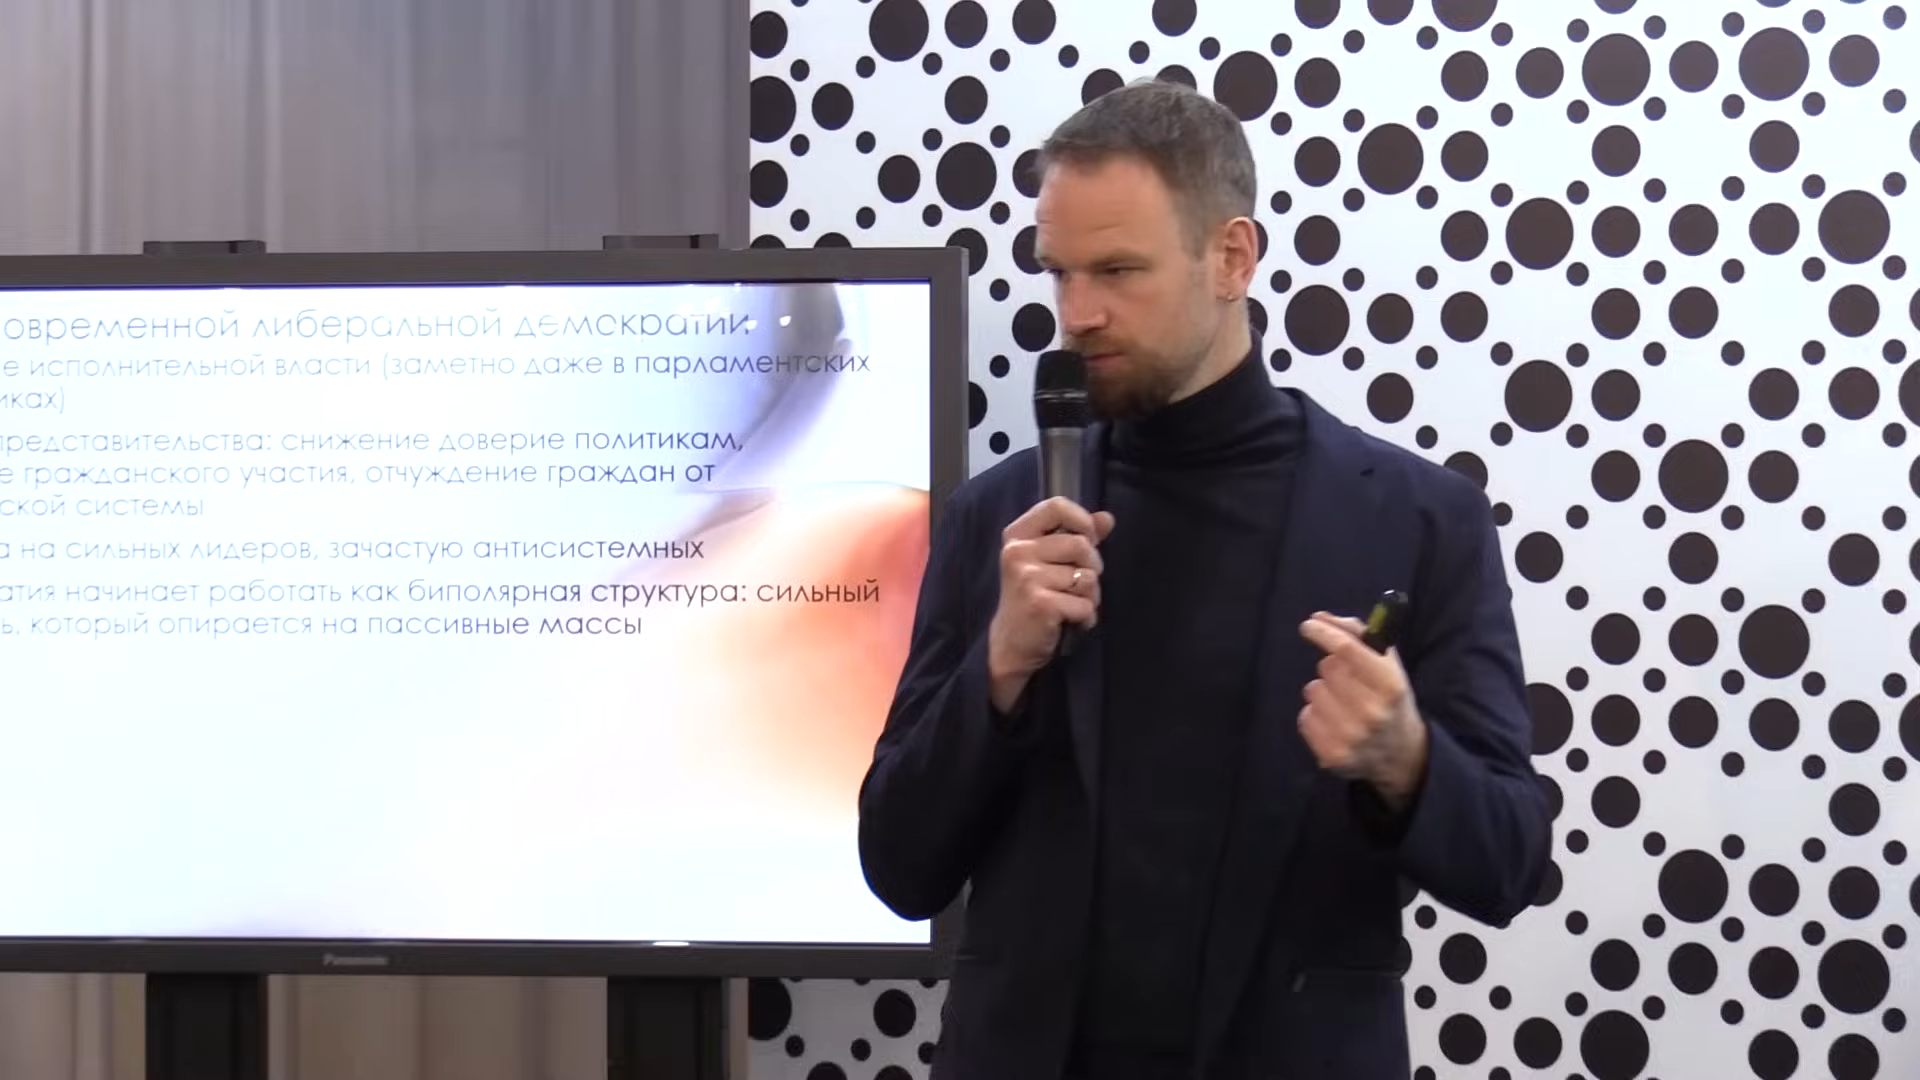 овременной либеральной демократии:
е исполнительной власти (заметно даже в парламентских
иках)
представительства: снижение доверие политикам,
е гражданского участия, отчуждение граждан от
ской системы
а на сильных лидеров, зачастую антисистемных
атия начинает работать как биполярная структура: сильный
ь, который опирается на пассивные массы
Panasonic